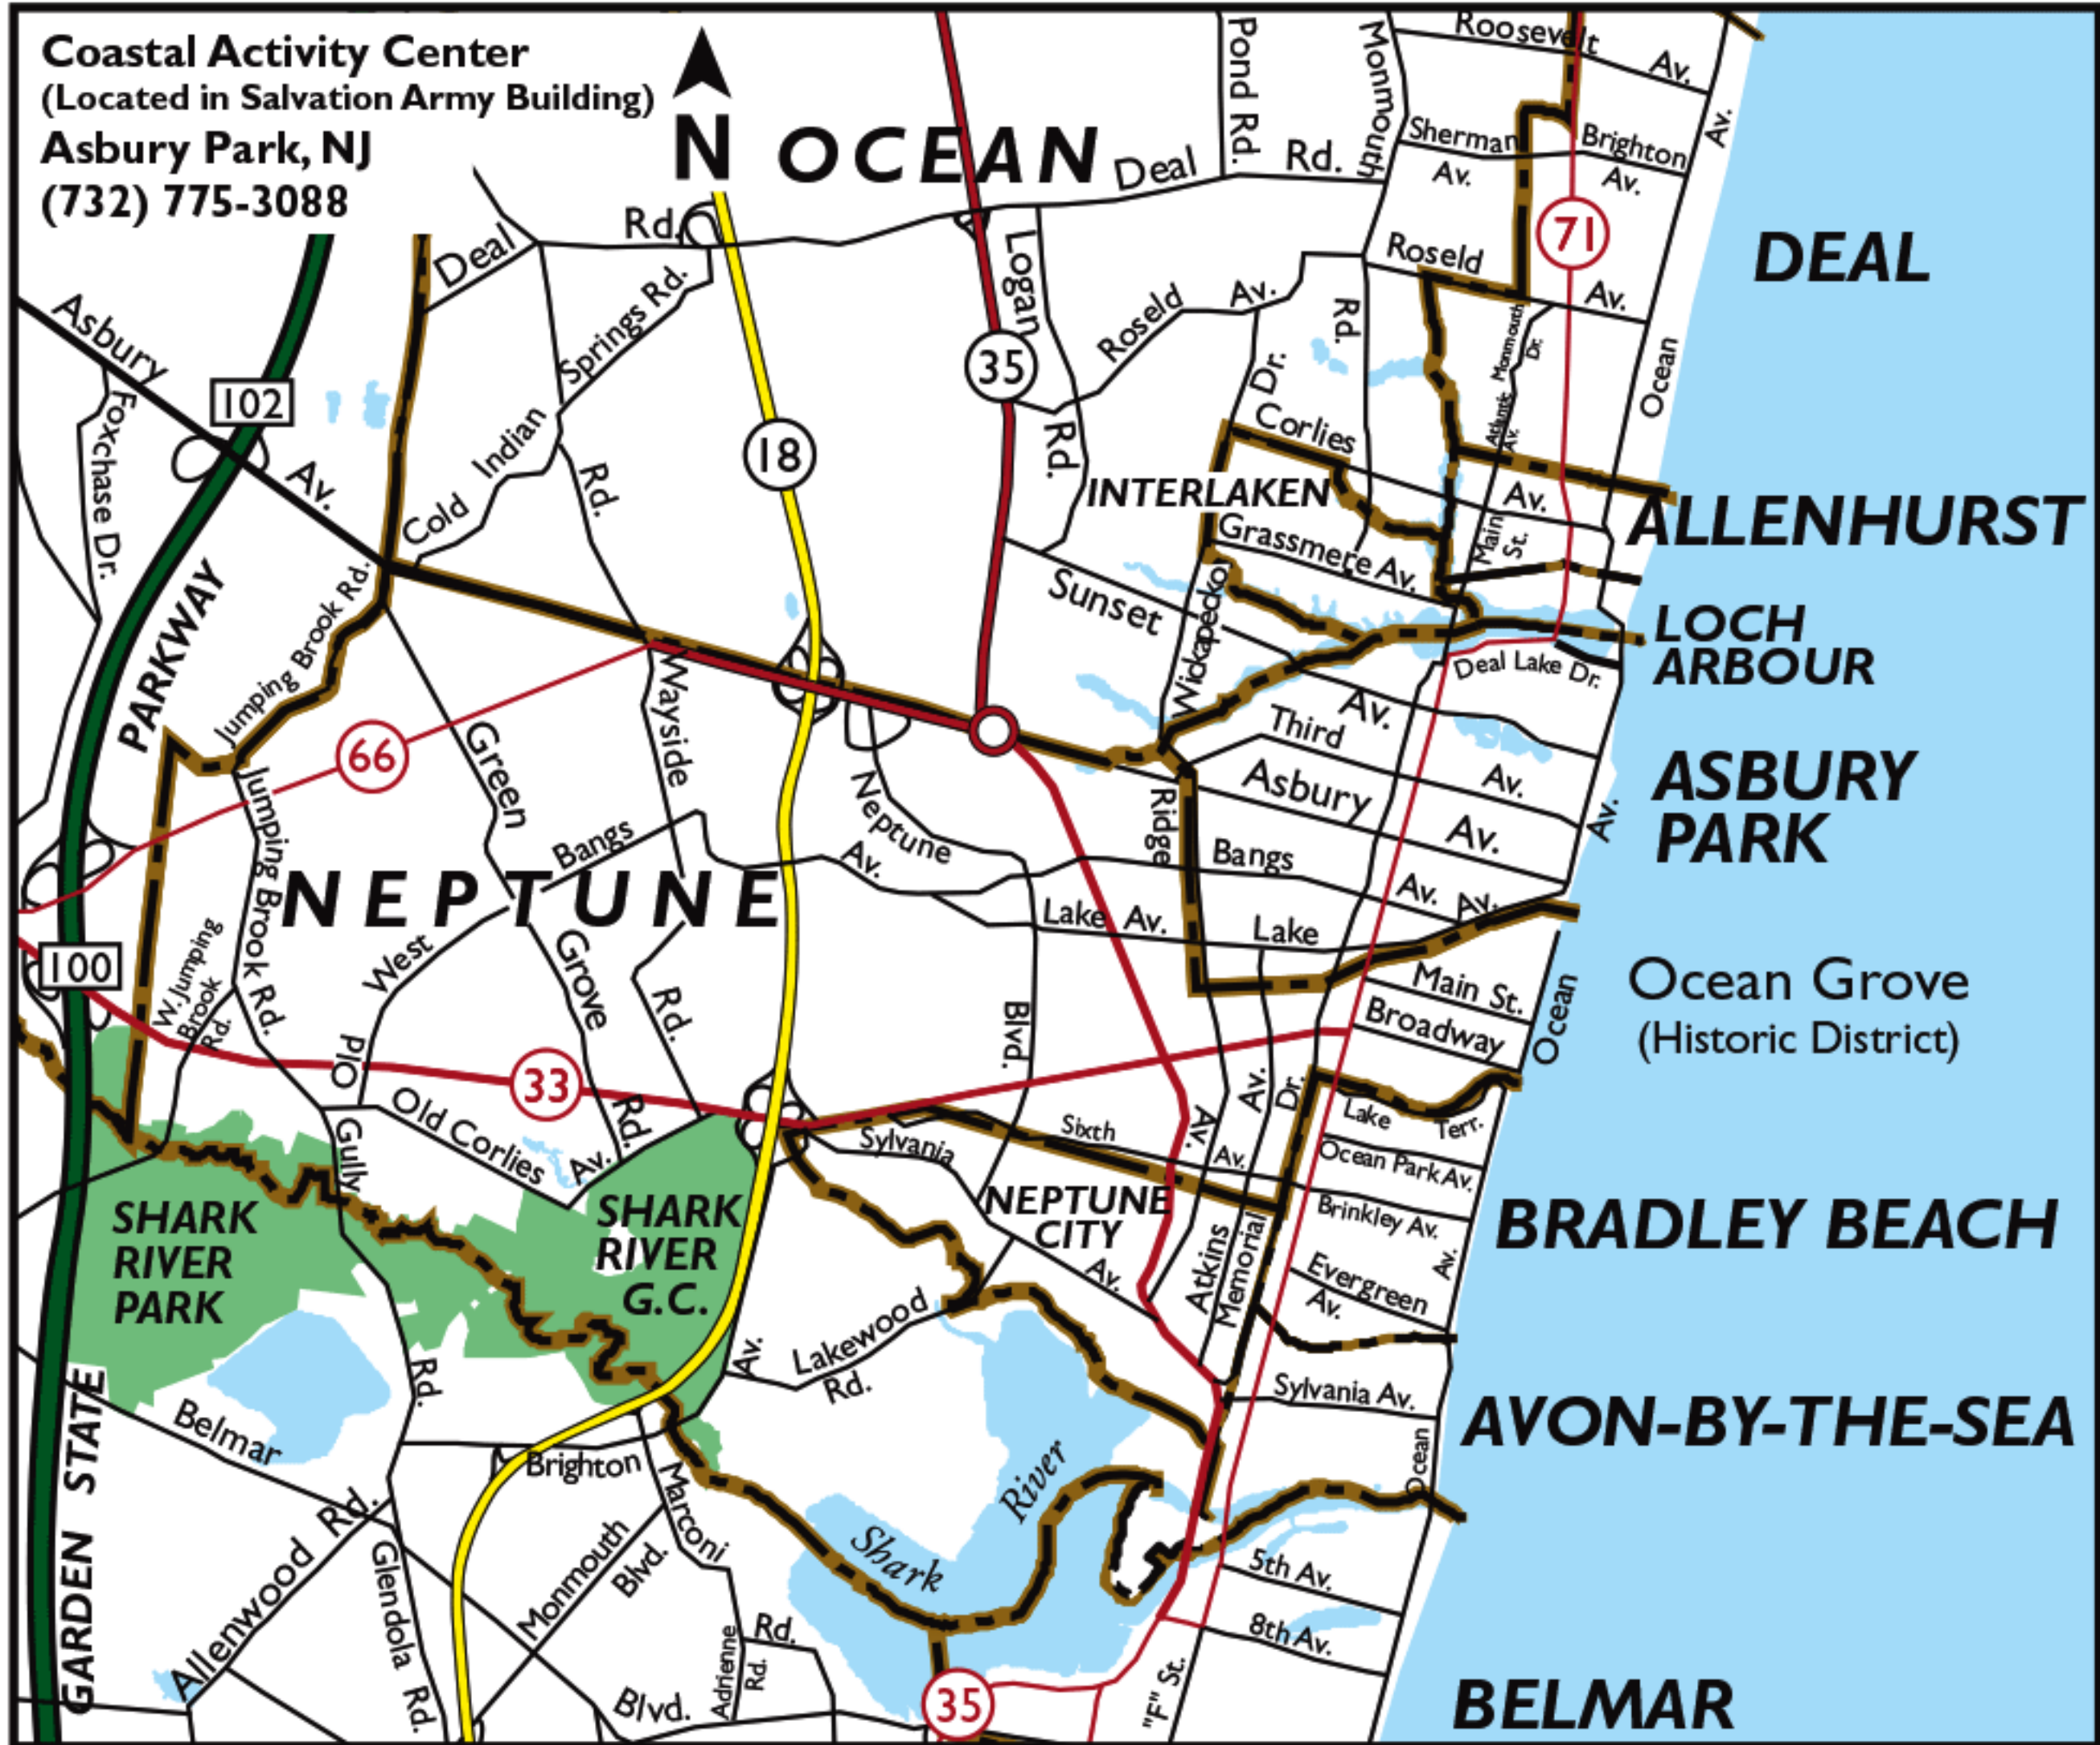 Coastal Activity Center
(Located in Salvation Army Building)
Asbury Park, NJ
(732) 775-3088
N
OCEAN
Deal
Rd.
Pond Rd.
Monmouth
Rd.
Roosevelt
Av.
Sherman
Av.
Brighton
Av.
Av.
71
DEAL
Deal
Rd.
Springs Rd.
Logan
Rd.
35
Roseld
Av.
Roseld
Av.
Monmouth
Dr.
Ocean
Dr.
Asbury
Av.
Foxchase Dr.
102
18
Cold
Indian
Rd.
Corlies
Av.
Atlantic
Av.
INTERLAKEN
Grassmere Av.
Main
St.
ALLENHURST
Sunset
Av.
Wickapecko
LOCH
ARBOUR
Deal Lake Dr.
PARKWAY
Jumping Brook Rd.
66
Green
Grove
Rd.
Wayside
Rd.
Neptune
Blvd.
Third
Av.
Asbury
Av.
ASBURY
PARK
Av.
Ridge
Av.
Bangs
Av.
Bangs
Av.
Av.
NEPTUNE
Jumping Brook Rd.
W. Jumping
Brook
Rd.
West
Lake Av.
Lake
Main St.
Broadway
Ocean
Ocean Grove
(Historic District)
100
33
Old
Gully
Rd.
Old Corlies
Av.
Sylvania
Av.
Sixth
Av.
Av.
Dr.
Lake
Terr.
Ocean Park Av.
Brinkley Av.
Evergreen
Av.
Av.
BRADLEY BEACH
NEPTUNE
CITY
Atkins
Memorial
SHARK
RIVER
PARK
SHARK
RIVER
G.C.
Lakewood
Rd.
Av.
Sylvania Av.
AVON-BY-THE-SEA
Ocean
Belmar
Brighton
Marconi
Rd.
Shark
River
GARDEN STATE
Allenwood
Rd.
Glendola
Rd.
Monmouth
Blvd.
Blvd.
Adrienne
Rd.
35
"F" St.
5th Av.
8th Av.
BELMAR